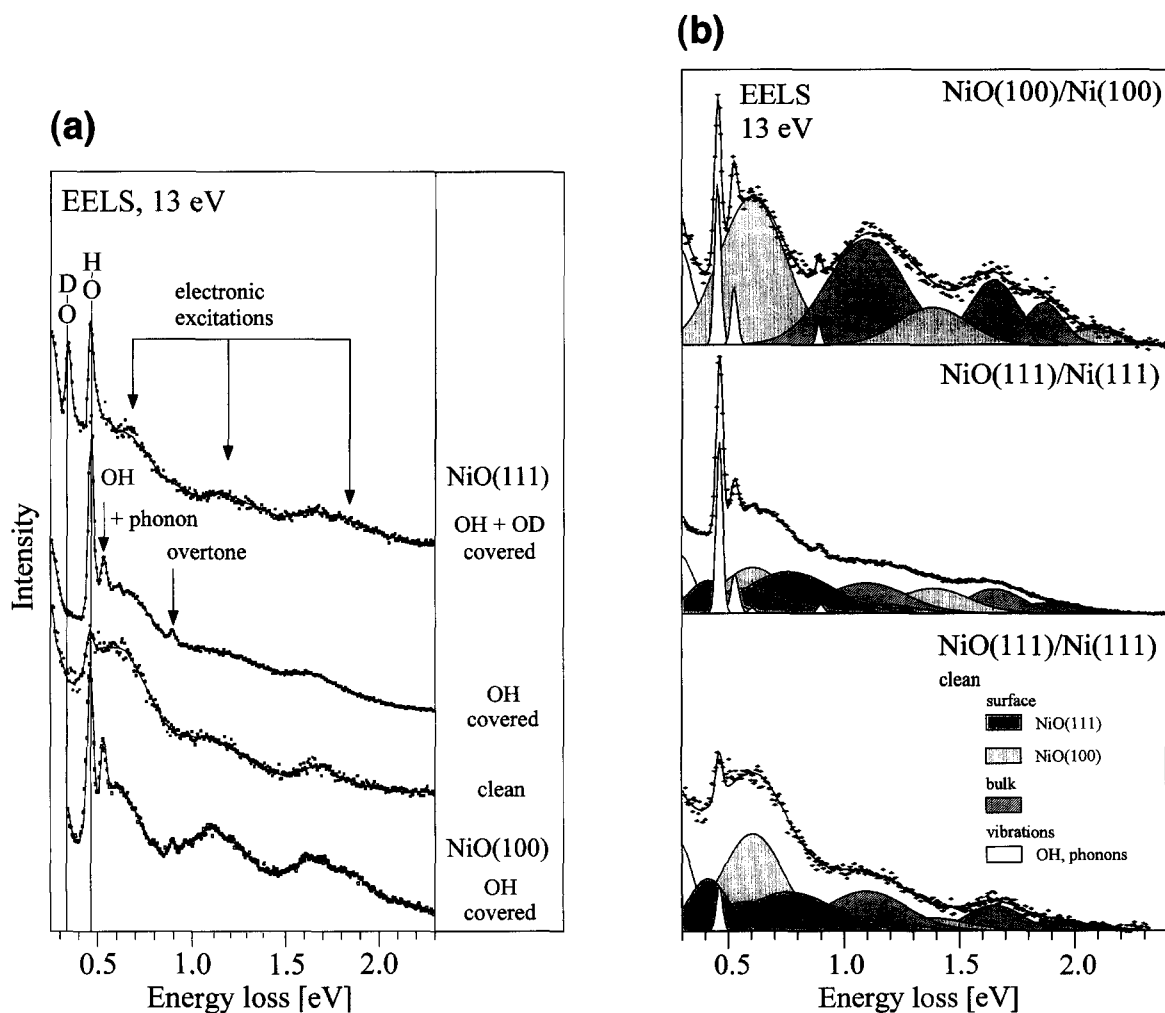 (a)
EELS, 13 eV
D
O
H
O
electronic
excitations
OH
+ phonon
overtone
NiO(111)
OH + OD
covered
OH
covered
clean
NiO(100)
OH
covered
Intensity
0.5
1.0
1.5
2.0
Energy loss [eV]
(b)
EELS
13 eV
NiO(100)/Ni(100)
NiO(111)/Ni(111)
NiO(111)/Ni(111)
clean
surface
NiO(111)
NiO(100)
bulk
vibrations
OH, phonons
0.5
1.0
1.5
2.0
Energy loss [eV]